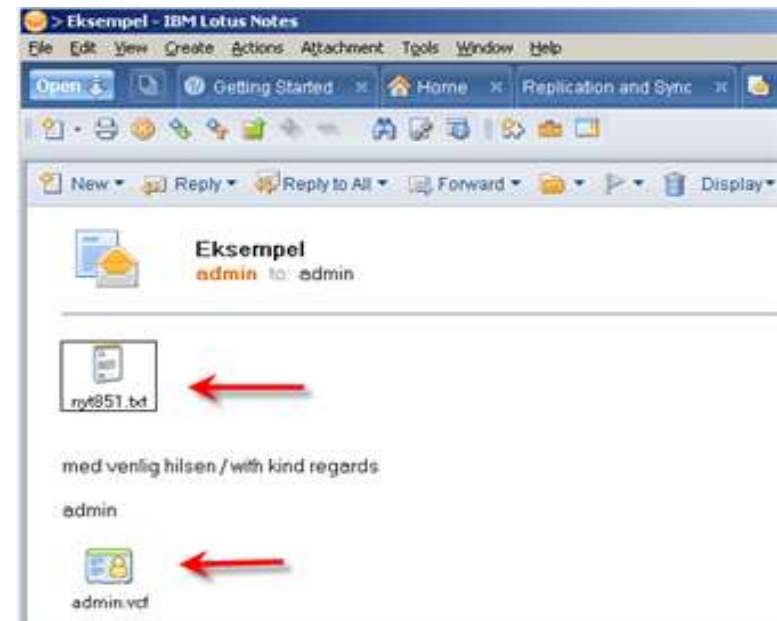 > Eksempel - IBM Lotus Notes
File Edit View Create Actions Attachment Tools Window Help
Open Getting Started Home Replication and Sync
New Reply Reply to All Forward Display
Eksempel
admin to: admin
nyt851.txt
med venlig hilsen / with kind regards
admin
admin.vcf